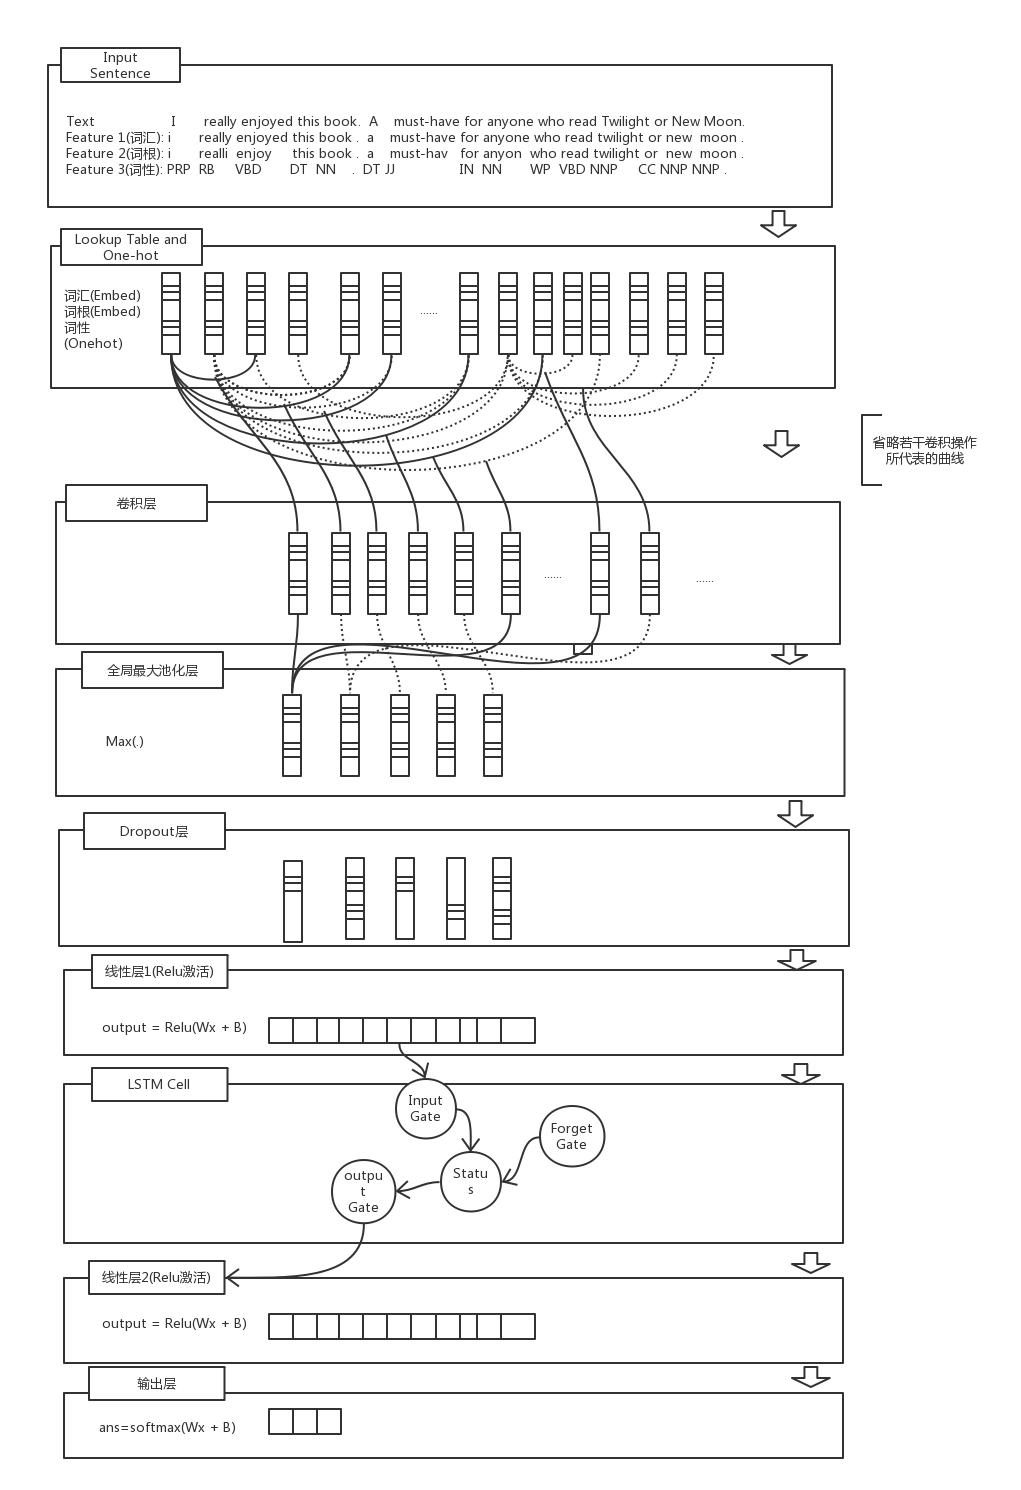 Input
Sentence
Text I really enjoyed this book. A must-have for anyone who read Twilight or New Moon.
Feature 1(词汇): i really enjoyed this book . a must-have for anyone who read twilight or new moon .
Feature 2(词根): i realli enjoy this book . a must-hav for anyon who read twilight or new moon .
Feature 3(词性): PRP RB VBD DT NN . DT JJ IN NN WP VBD NNP CC NNP NNP .
Lookup Table and
One-hot
词汇(Embed)
词根(Embed)
词性
(Onehot)
......
省略若干卷积操作
所代表的曲线
卷积层
......
......
全局最大池化层
Max(.)
Dropout层
线性层1(Relu激活)
output = Relu(Wx + B)
LSTM Cell
Input
Gate
Forget
Gate
Statu
s
outpu
t
Gate
线性层2(Relu激活)
output = Relu(Wx + B)
输出层
ans=softmax(Wx + B)